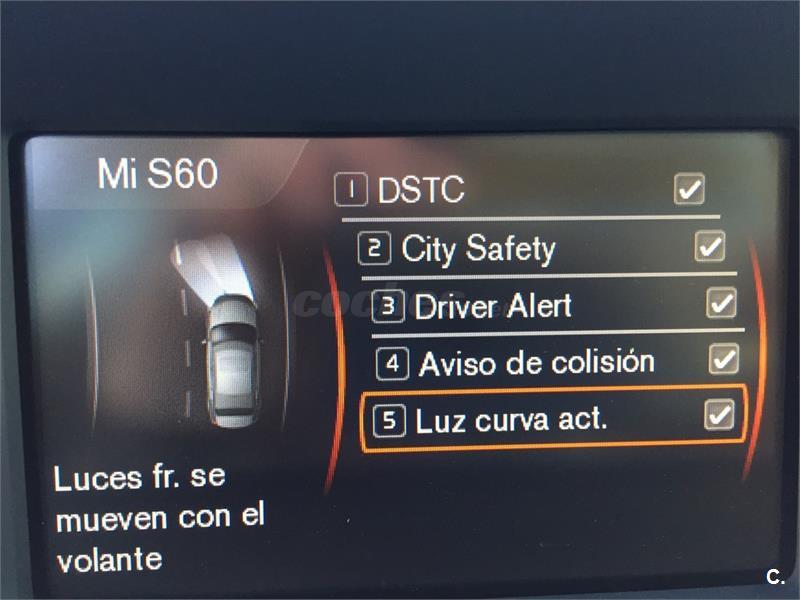 Mi S60
1 DSTC
2 City Safety
3 Driver Alert
4 Aviso de colisión
5 Luz curva act.
Luces fr. se
mueven con el
volante
coches
C.